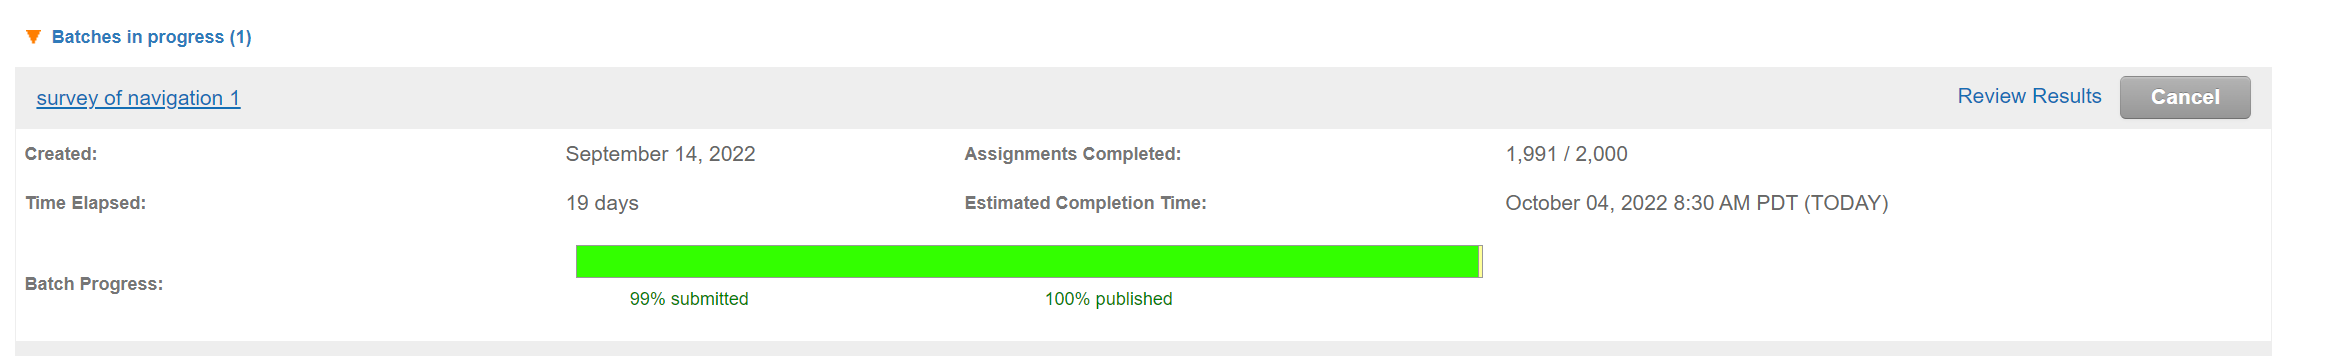 Batches in progress (1)
survey of navigation 1
Review Results
Cancel
Created:
September 14, 2022
Assignments Completed:
1,991 / 2,000
Time Elapsed:
19 days
Estimated Completion Time:
October 04, 2022 8:30 AM PDT (TODAY)
Batch Progress:
99% submitted
100% published